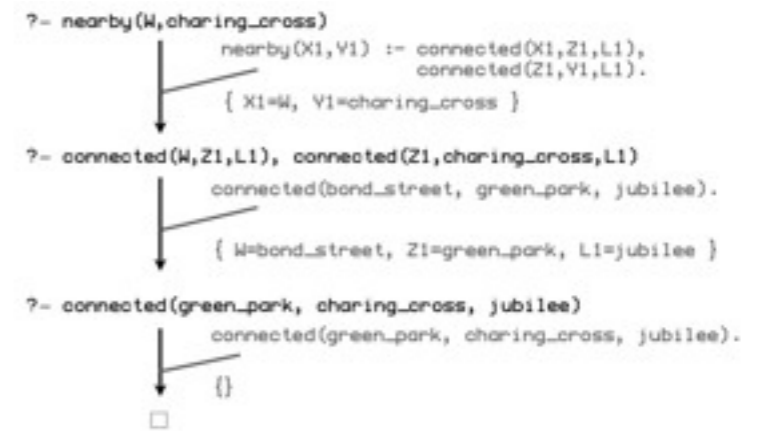 ?- nearby(W,charing_cross)
nearby(X1,Y1) :- connected(X1,Z1,L1),
connected(Z1,Y1,L1).
{ X1=W, Y1=charing_cross }
?- connected(W,Z1,L1), connected(Z1,charing_cross,L1)
connected(bond_street, green_park, jubilee).
{ W=bond_street, Z1=green_park, L1=jubilee }
?- connected(green_park, charing_cross, jubilee)
connected(green_park, charing_cross, jubilee).
{}